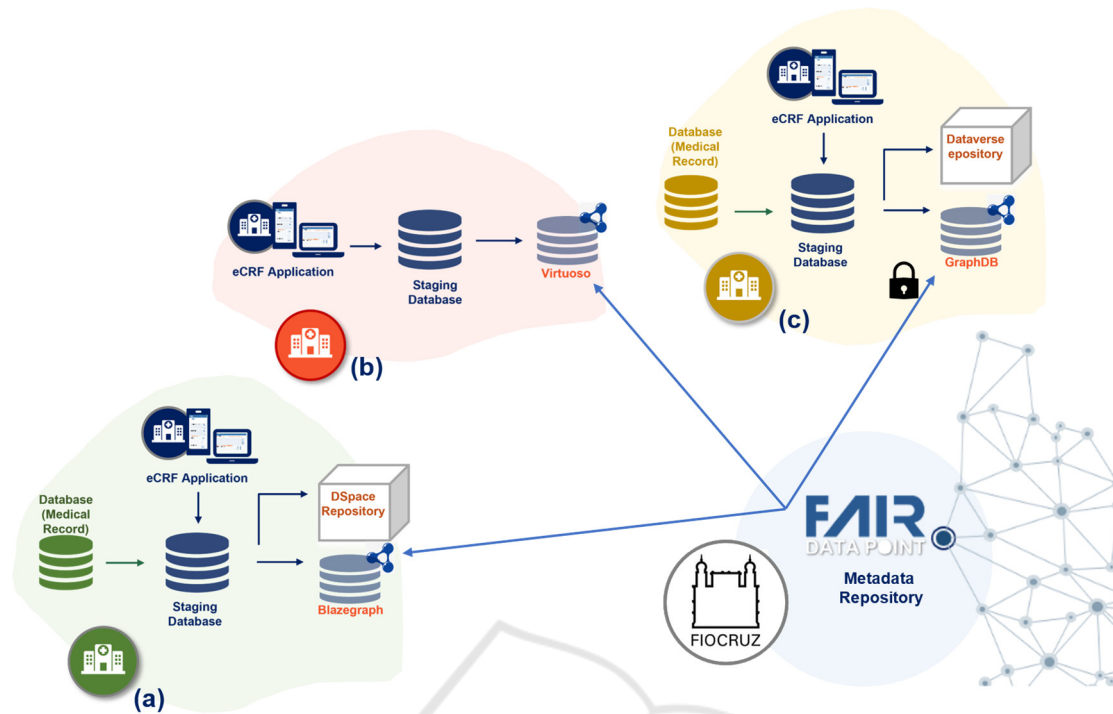 eCRF Application
Database
(Medical
Record)
Dataverse
epository
Staging
Database
GraphDB
(c)
eCRF Application
Staging
Database
Virtuoso
(b)
eCRF Application
Database
(Medical
Record)
DSpace
Repository
Staging
Database
Blazegraph
(a)
FAIR
DATA POINT
Metadata
Repository
FIOCRUZ